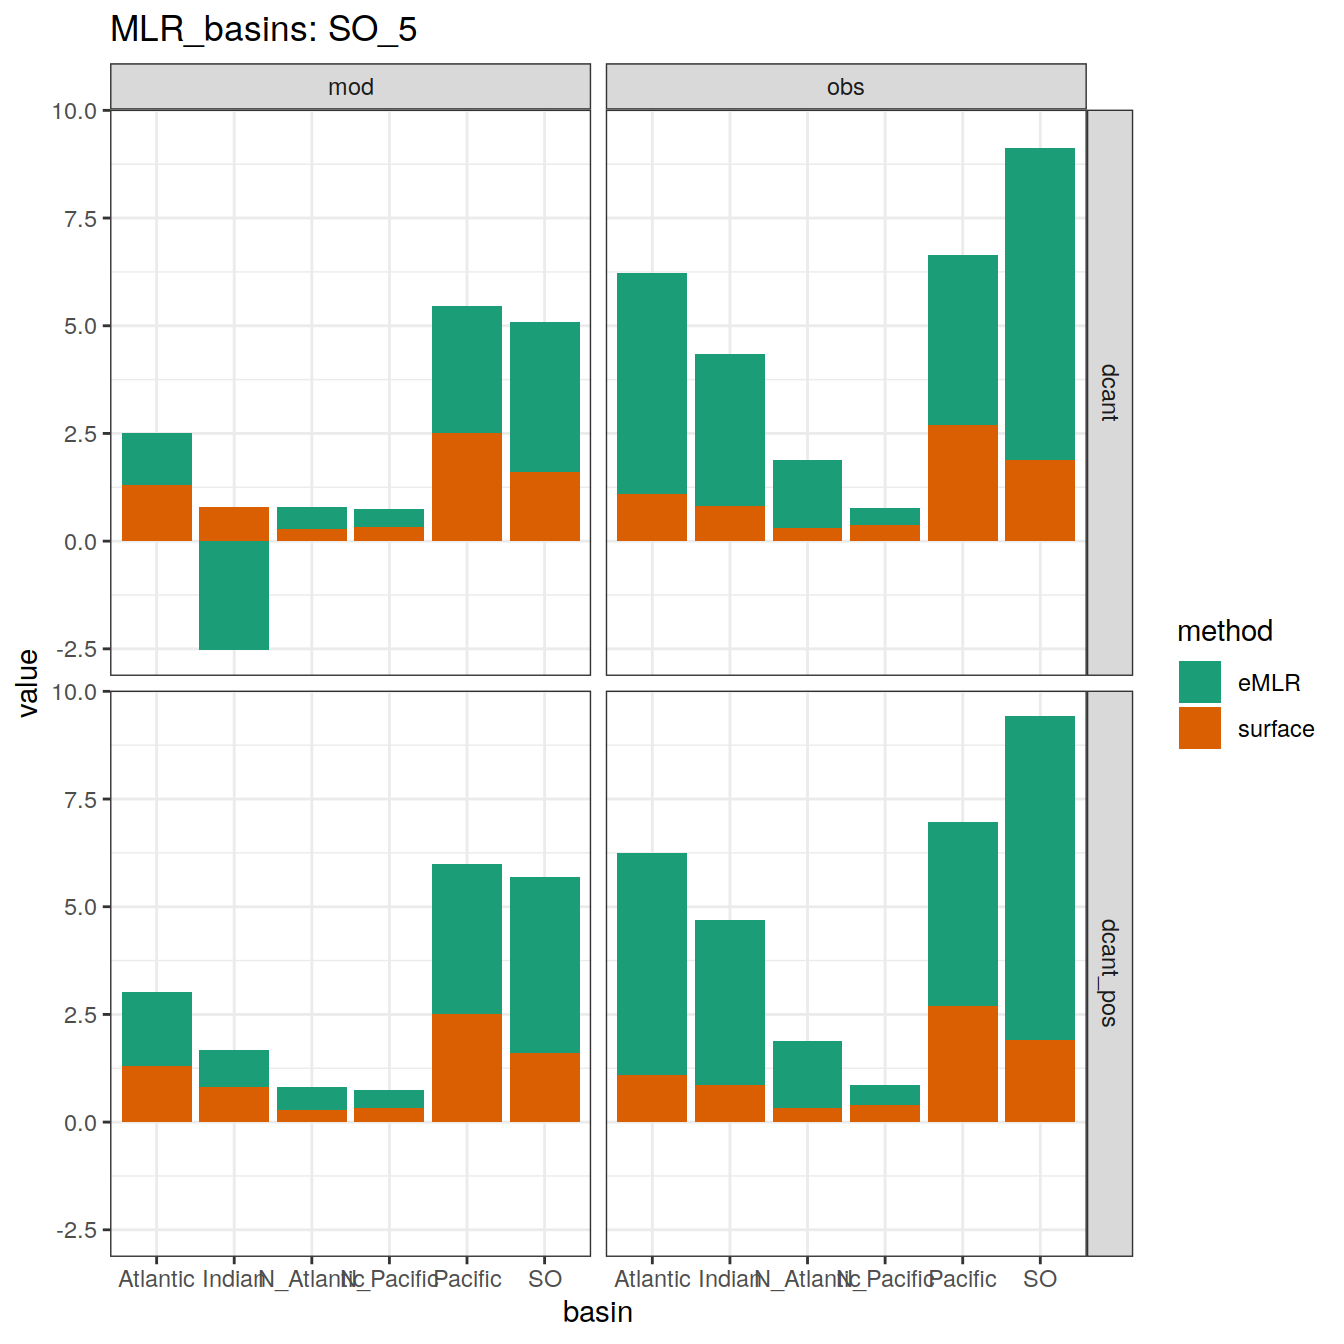 MLR_basins: SO_5
mod
obs
10.0
7.5
5.0
2.5
0.0
-2.5
dcant
10.0
7.5
5.0
2.5
0.0
-2.5
dcant_pos
value
Atlantic Indian N_Atlantic N_Pacific Pacific SO
Atlantic Indian N_Atlantic N_Pacific Pacific SO
basin
method
eMLR
surface